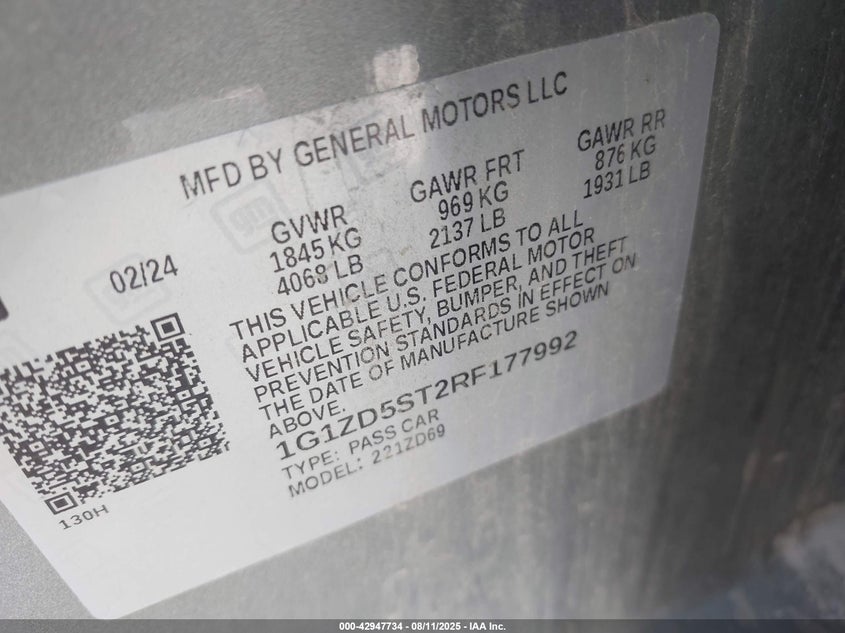 MFD BY GENERAL MOTORS LLC
02/24
GVWR
1845 KG
4068 LB
GAWR FRT
969 KG
2137 LB
GAWR RR
876 KG
1931 LB
THIS VEHICLE CONFORMS TO ALL
APPLICABLE U.S. FEDERAL MOTOR
VEHICLE SAFETY, BUMPER, AND THEFT
PREVENTION STANDARDS IN EFFECT ON
THE DATE OF MANUFACTURE SHOWN
ABOVE.
1G1ZD5ST2RF177992
TYPE: PASS CAR
MODEL: 221ZD69
130H
000-42947734 - 08/11/2025 - IAA Inc.